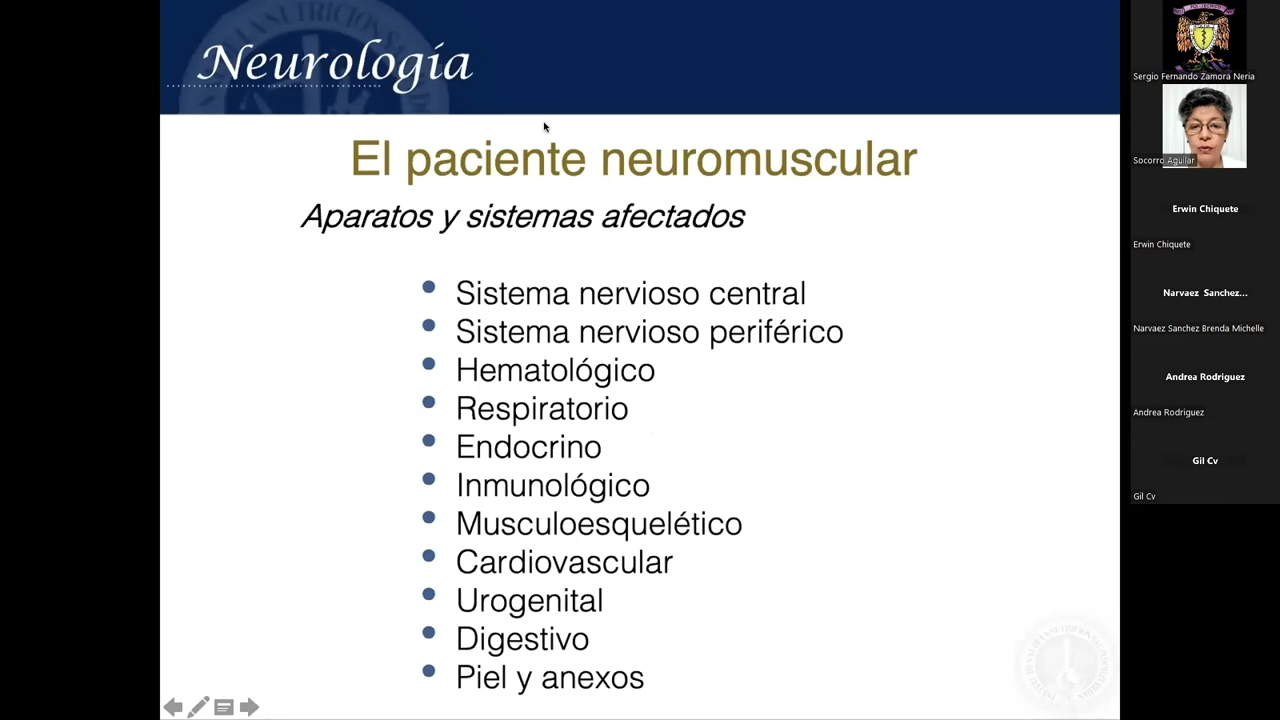 Neurología
El paciente neuromuscular
Aparatos y sistemas afectados
Sistema nervioso central
Sistema nervioso periférico
Hematológico
Respiratorio
Endocrino
Inmunológico
Musculoesquelético
Cardiovascular
Urogenital
Digestivo
Piel y anexos
Sergio Fernando Zamora Neria
Socorro Aguilar
Erwin Chiquete
Erwin Chiquete
Narvaez Sanchez...
Narvaez Sanchez Brenda Michelle
Andrea Rodriguez
Andrea Rodriguez
Gil Cv
Gil Cv